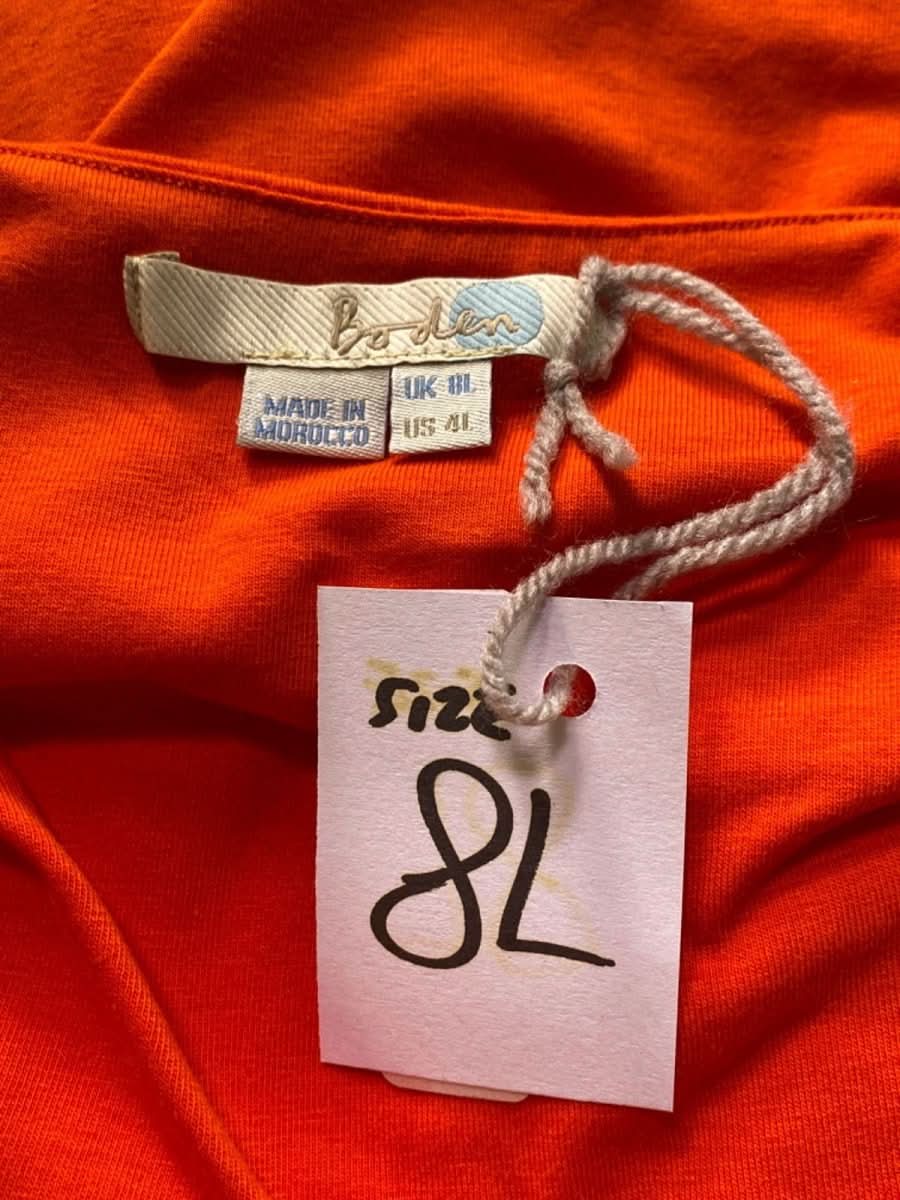 Boden
MADE IN
MOROCCO
UK 8L
US 4L
SIZE
8L